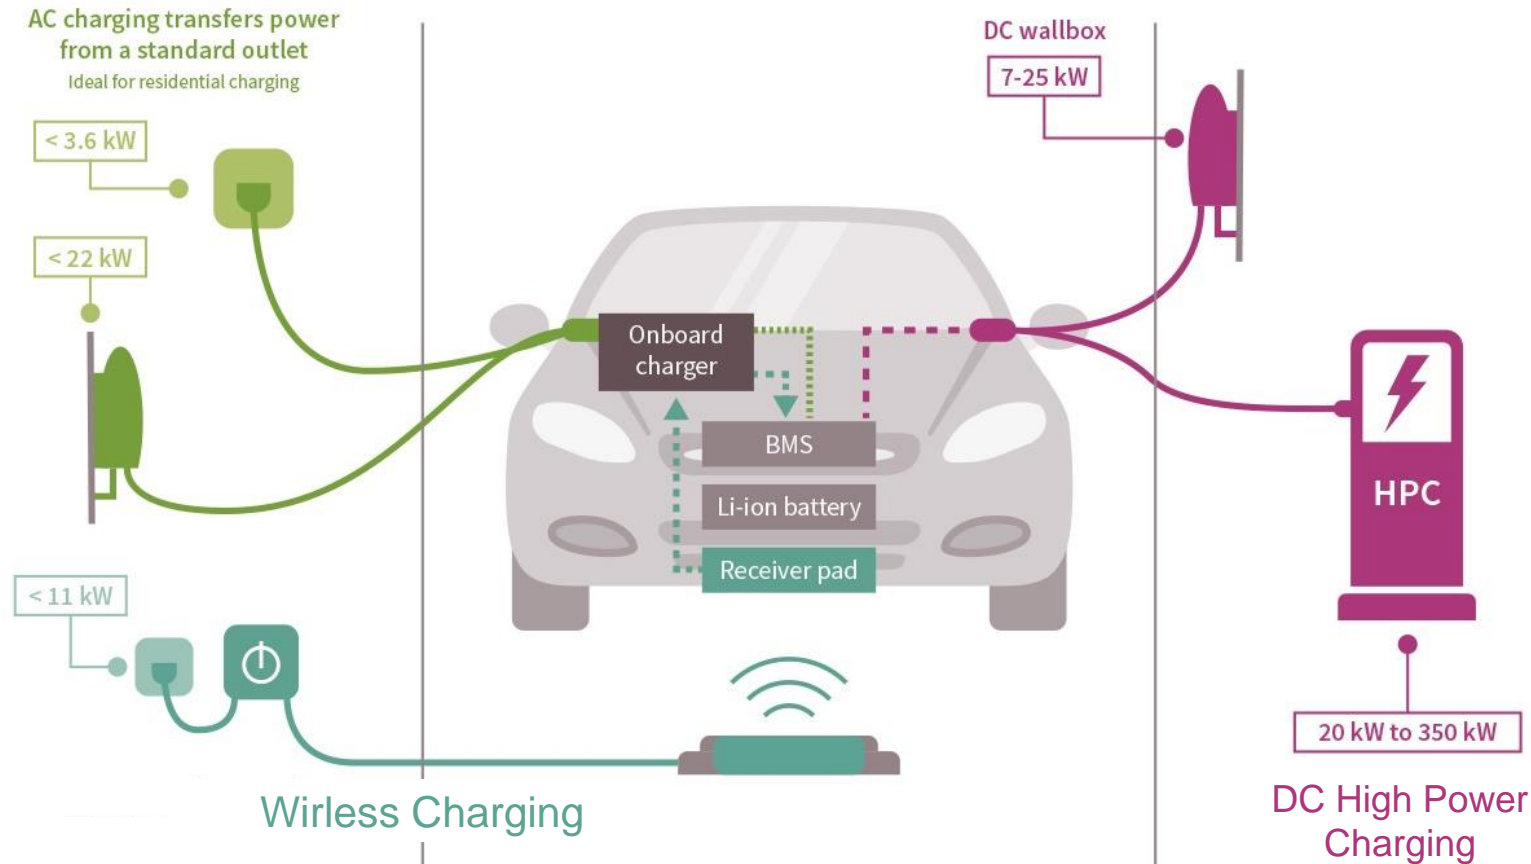 AC charging transfers power
from a standard outlet
Ideal for residential charging
< 3.6 kW
< 22 kW
< 11 kW
Wirless Charging
Onboard
charger
BMS
Li-ion battery
Receiver pad
DC wallbox
7-25 kW
HPC
20 kW to 350 kW
DC High Power
Charging